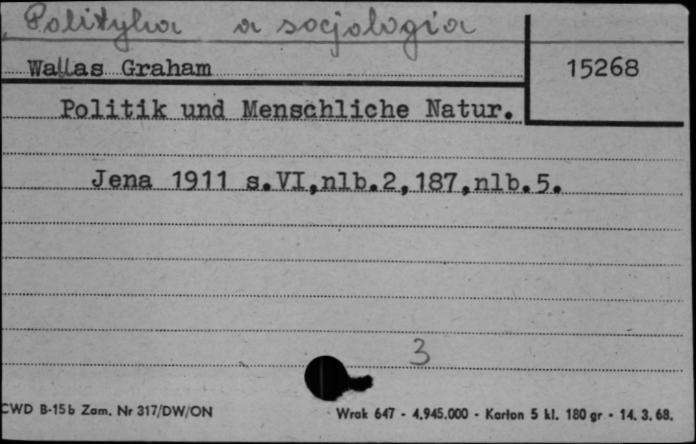 Polityka a socjologia
Wallas Graham
15268
Politik und Menschliche Natur.
Jena 1911 s.VI,nlb.2,187,nlb.5.
3
CWD B-15b Zam. Nr 317/DW/ON
Wrak 647 - 4.945.000 - Karton 5 kl. 180 gr - 14. 3. 68.